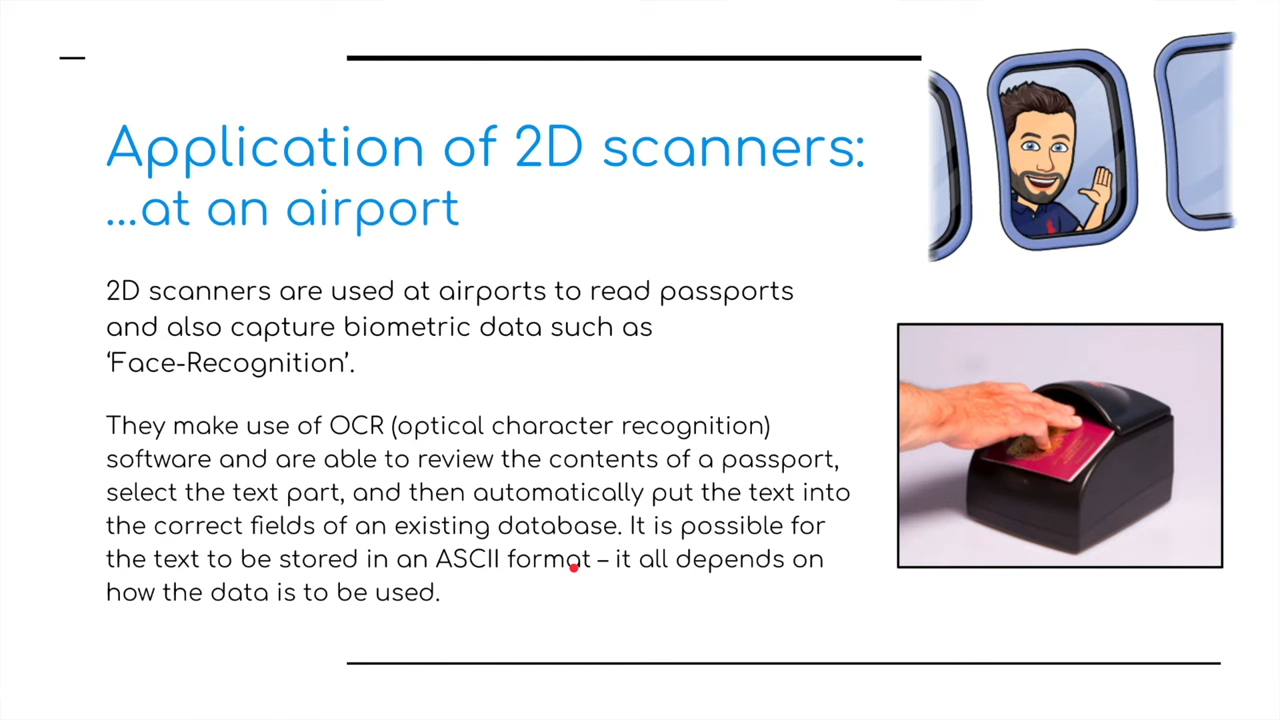 Application of 2D scanners:
...at an airport
2D scanners are used at airports to read passports
and also capture biometric data such as
‘Face-Recognition’.
They make use of OCR (optical character recognition)
software and are able to review the contents of a passport,
select the text part, and then automatically put the text into
the correct fields of an existing database. It is possible for
the text to be stored in an ASCII format – it all depends on
how the data is to be used.